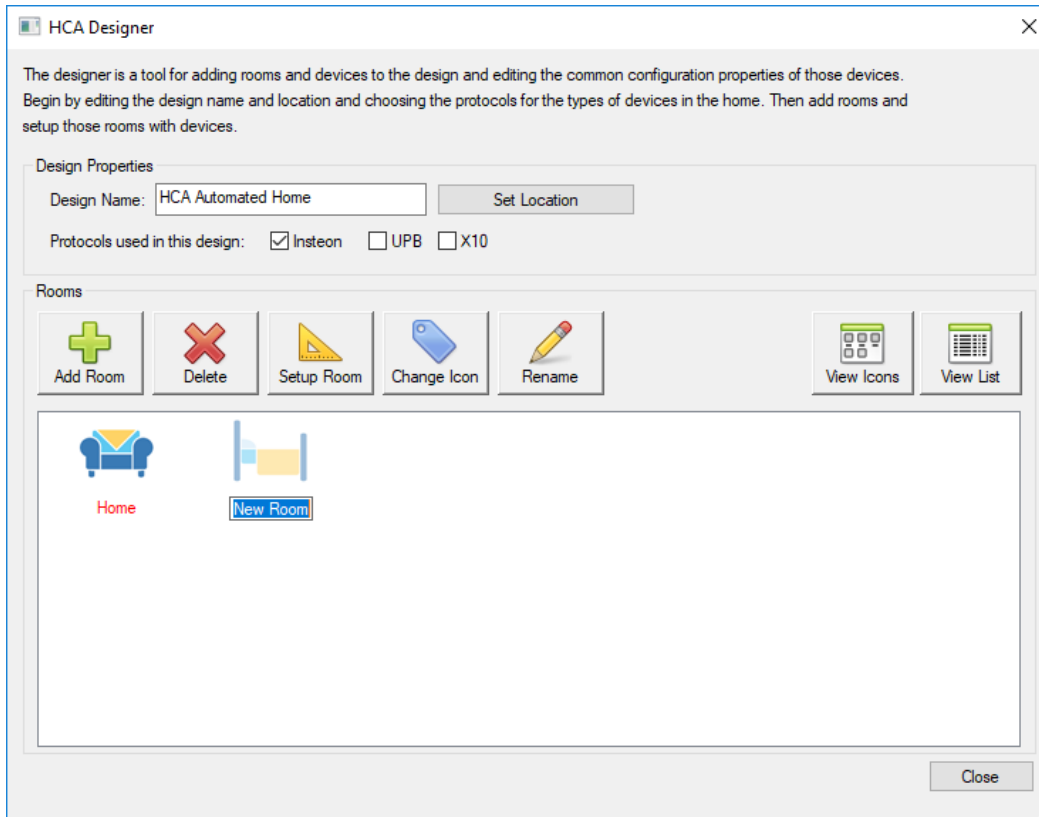 HCA Designer
The designer is a tool for adding rooms and devices to the design and editing the common configuration properties of those devices.
Begin by editing the design name and location and choosing the protocols for the types of devices in the home. Then add rooms and
setup those rooms with devices.
Design Properties
Design Name: HCA Automated Home Set Location
Protocols used in this design: Insteon UPB X10
Rooms
Add Room Delete Setup Room Change Icon Rename View Icons View List
Home New Room
Close